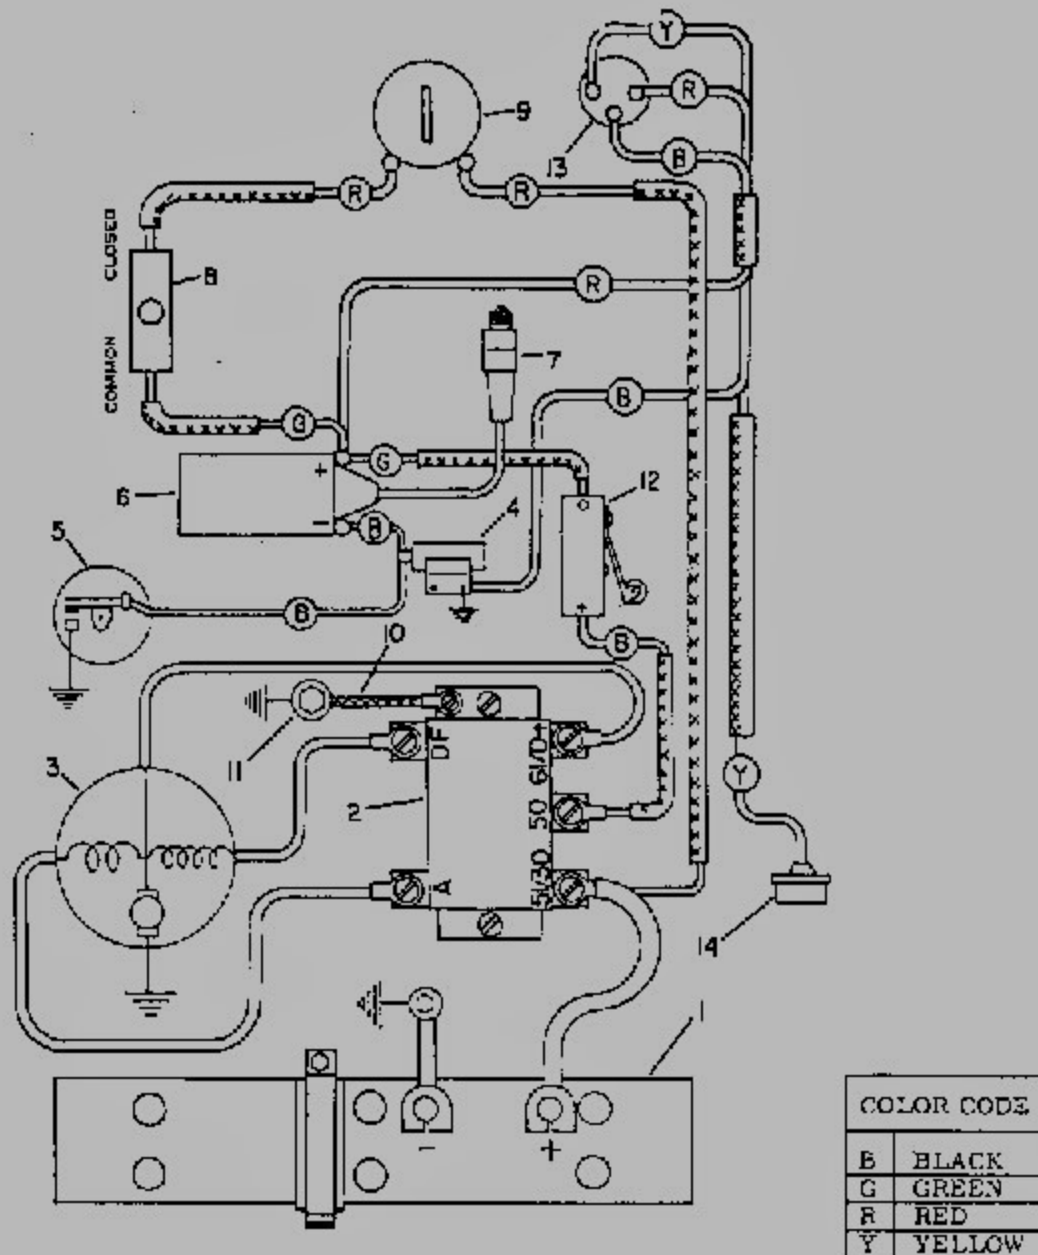 Y
R
9
13
B
R
R
CLOSED
8
R
COMMON
7
B
G
G
+
12
6
-
B
4
5
-
2
+
B
B
10
11
DF
61/D+
Y
3
2
50
A
51/30
14
1
- +
COLOR CODE
B BLACK
G GREEN
R RED
Y YELLOW